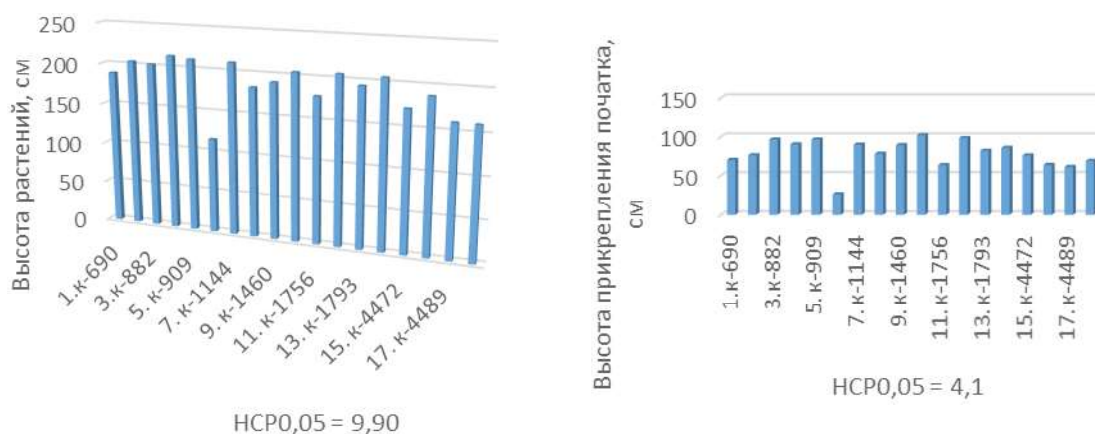 Высота растений, см
250
200
150
100
50
0
1.к-690
3.к-882
5. к-909
7. к-1144
9. к-1460
11. к-1756
13. к-1793
15. к-4472
17. к-4489
НСР0,05 = 9,90
Высота прикрепления початка,
см
150
100
50
0
1.к-690
3.к-882
5. к-909
7. к-1144
9. к-1460
11. к-1756
13. к-1793
15. к-4472
17. к-4489
НСР0,05 = 4,1